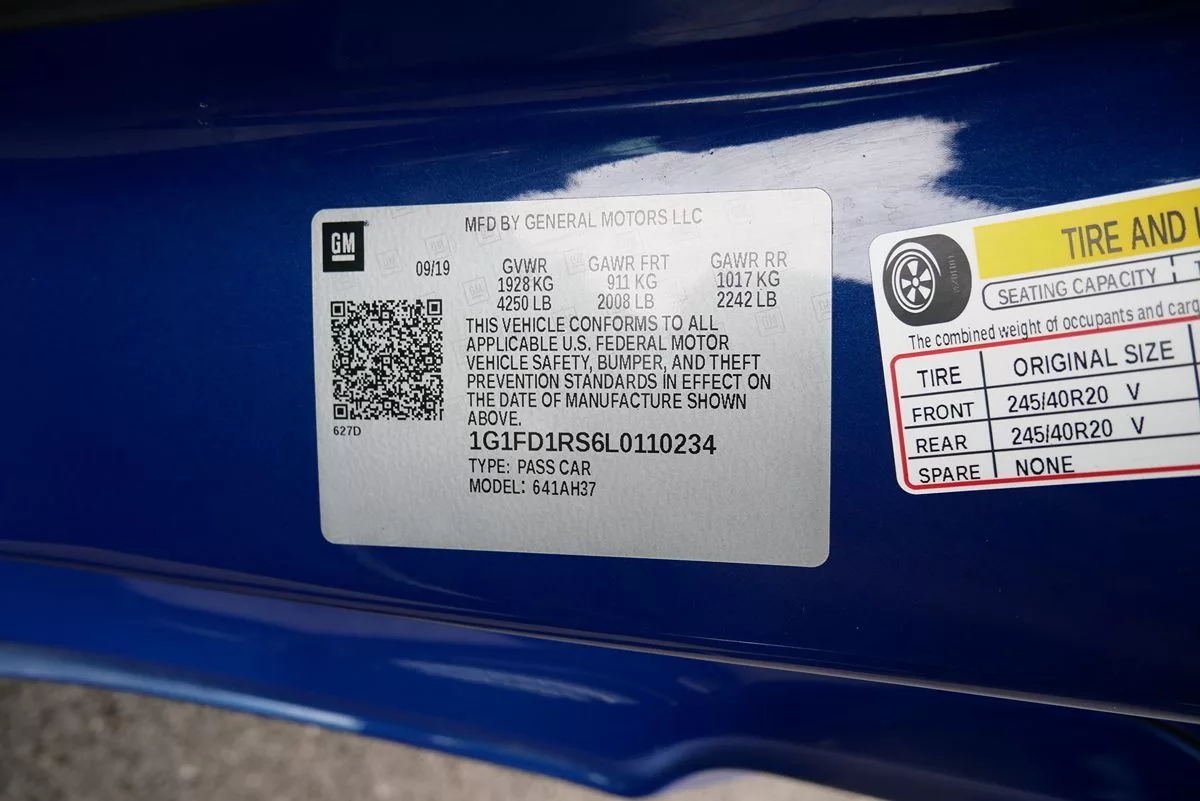 GM
MFD BY GENERAL MOTORS LLC
09/19
GVWR GAWR FRT GAWR RR
1928 KG 911 KG 1017 KG
4250 LB 2008 LB 2242 LB
THIS VEHICLE CONFORMS TO ALL
APPLICABLE U.S. FEDERAL MOTOR
VEHICLE SAFETY, BUMPER, AND THEFT
PREVENTION STANDARDS IN EFFECT ON
THE DATE OF MANUFACTURE SHOWN
ABOVE.
627D
1G1FD1RS6L0110234
TYPE: PASS CAR
MODEL: 641AH37
TIRE AND
SEATING CAPACITY
The combined weight of occupants and carg
TIRE ORIGINAL SIZE
FRONT 245/40R20 V
REAR 245/40R20 V
SPARE NONE